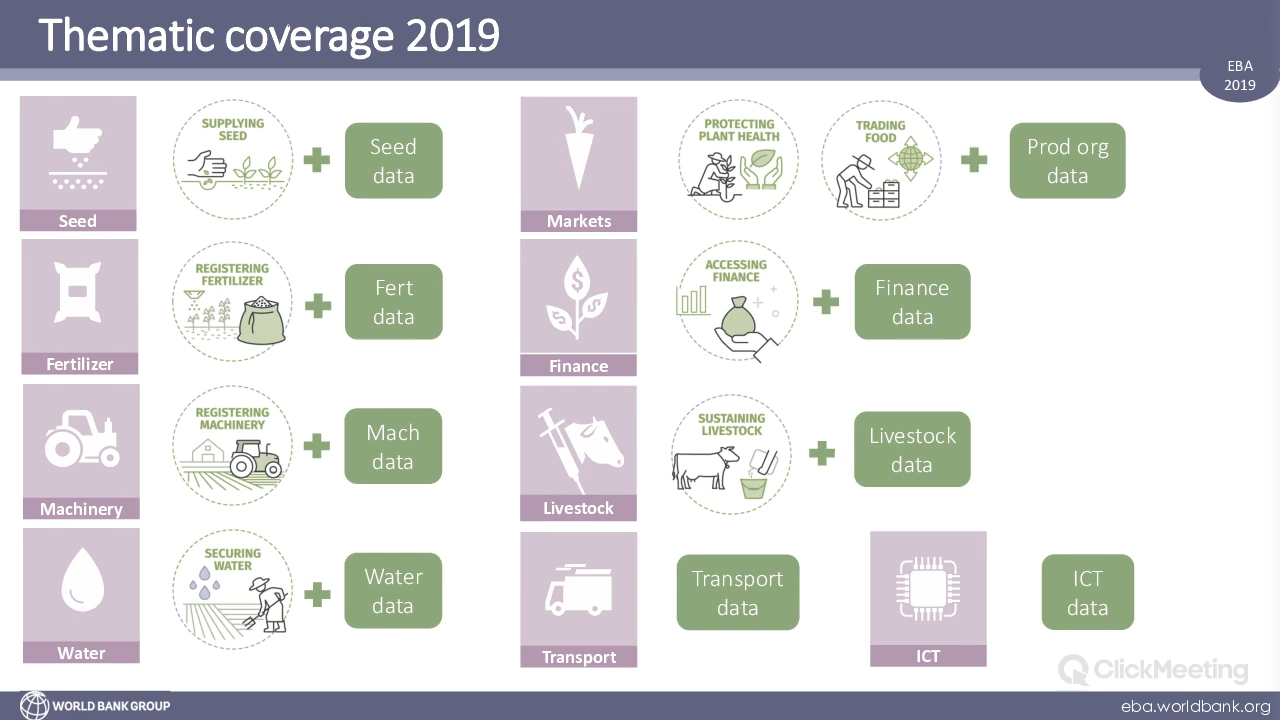 Thematic coverage 2019
EBA
2019
Seed
SUPPLYING
SEED
Seed
data
Markets
PROTECTING
PLANT HEALTH
TRADING
FOOD
Prod org
data
Fertilizer
REGISTERING
FERTILIZER
Fert
data
Finance
ACCESSING
FINANCE
Finance
data
Machinery
REGISTERING
MACHINERY
Mach
data
Livestock
SUSTAINING
LIVESTOCK
Livestock
data
Water
SECURING
WATER
Water
data
Transport
Transport
data
ICT
ICT
data
ClickMeeting
WORLD BANK GROUP
eba.worldbank.org